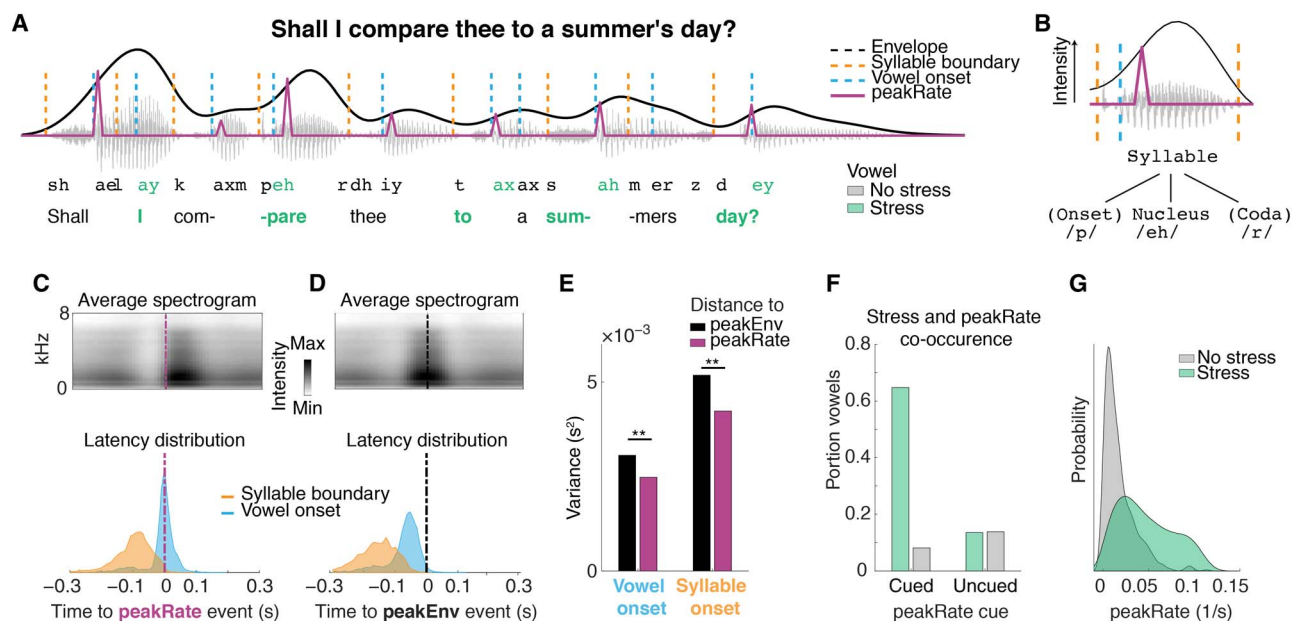 A
Shall I compare thee to a summer's day?
Envelope
Syllable boundary
Vowel onset
peakRate
sh ael ay k axm peh rdh iy t axax s ah m er z d ey
Shall I com- -pare thee to a sum- -mers day?
Vowel
No stress
Stress
B
Intensity
Syllable
(Onset) Nucleus (Coda)
/p/ /eh/ /r/
C
Average spectrogram
8
kHz
0
Max
Intensity
Min
Latency distribution
Syllable boundary
Vowel onset
−0.3 −0.1 0 0.1 0.3
Time to peakRate event (s)
D
Average spectrogram
Latency distribution
−0.3 −0.1 0 0.1 0.3
Time to peakEnv event (s)
E
Distance to
peakEnv
peakRate
×10⁻³
5
0
Variance (s²)
**
**
Vowel onset
Syllable onset
F
Stress and peakRate
co-occurence
0.8
0.6
0.4
0.2
0
Portion vowels
Cued Uncued
peakRate cue
G
No stress
Stress
Probability
0 0.05 0.1 0.15
peakRate (1/s)